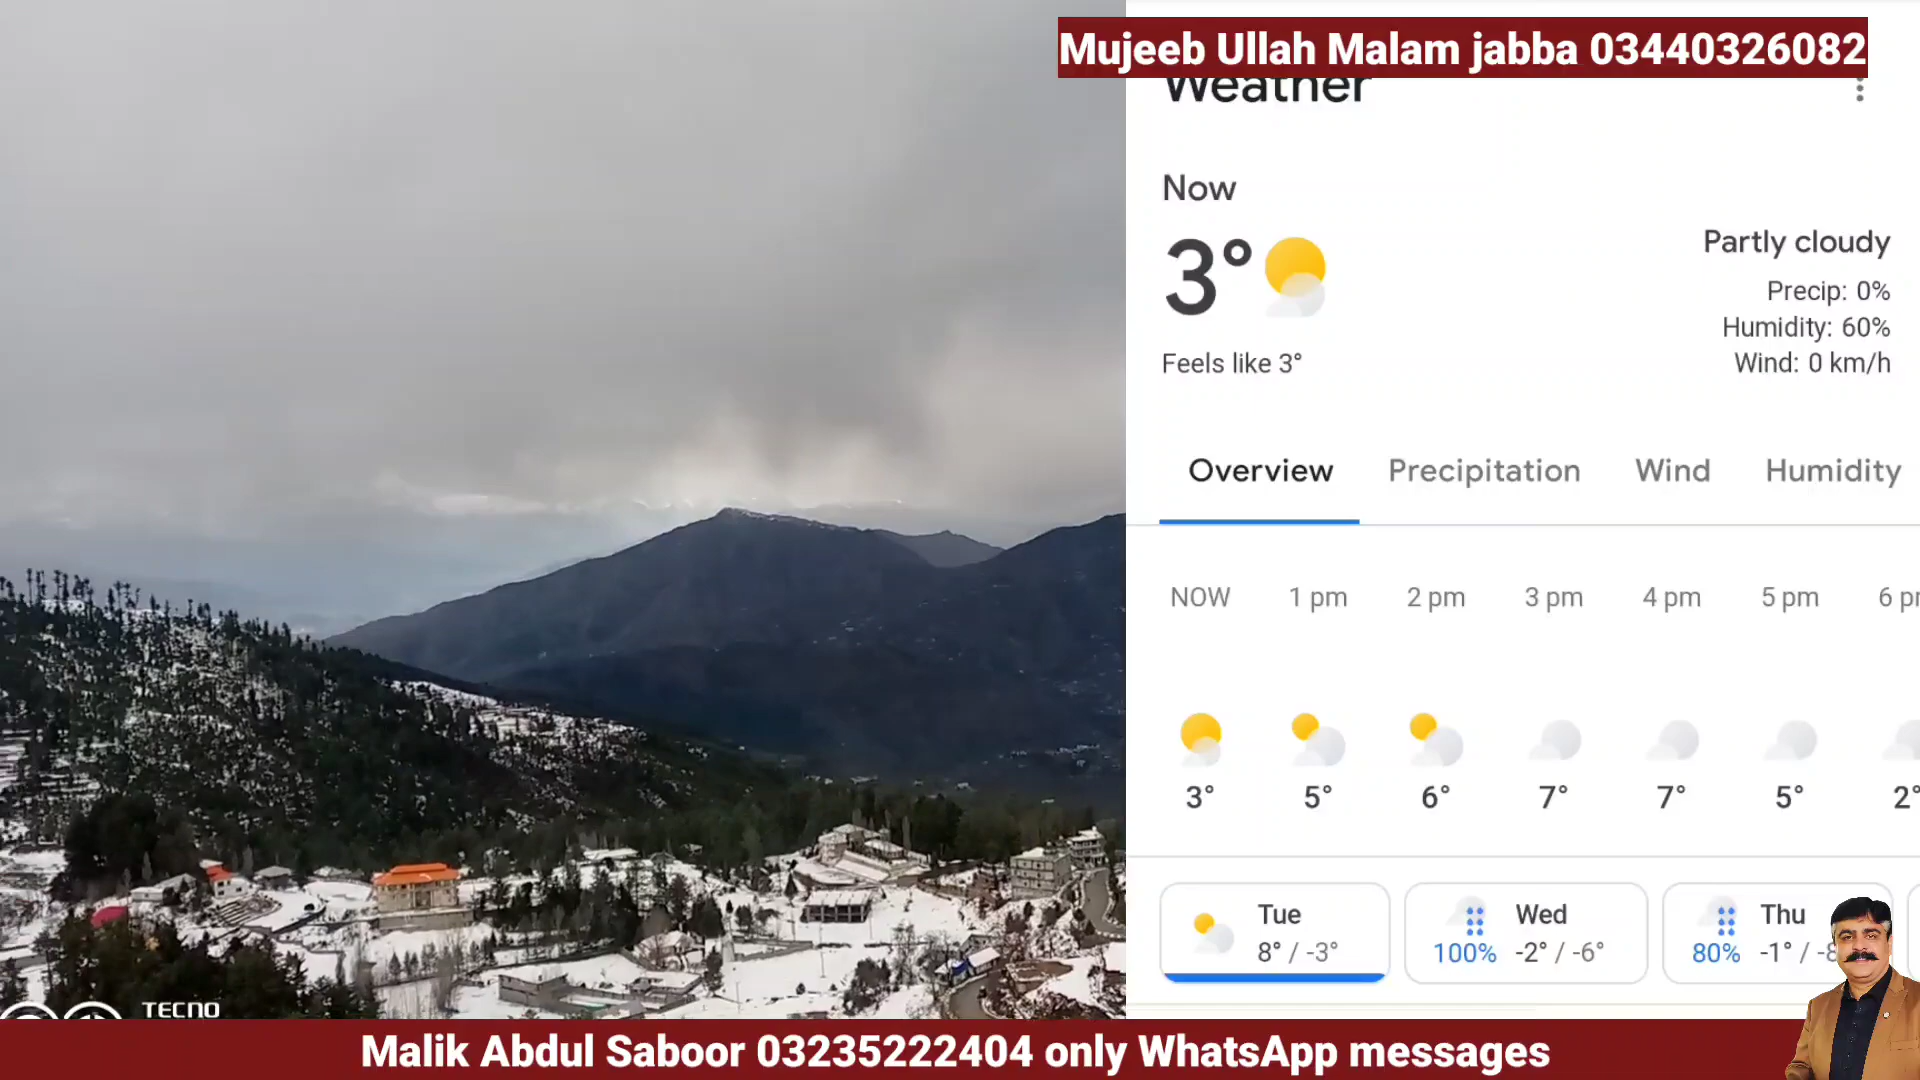 Mujeeb Ullah Malam jabba 03440326082
Weather
Now
3°
Feels like 3°
Partly cloudy
Precip: 0%
Humidity: 60%
Wind: 0 km/h
Overview Precipitation Wind Humidity
NOW 1 pm 2 pm 3 pm 4 pm 5 pm 6
3° 5° 6° 7° 7° 5° 2°
Tue
8° / -3°
Wed
100% -2° / -6°
Thu
80% -1° /
TECNO
Malik Abdul Saboor 03235222404 only WhatsApp messages